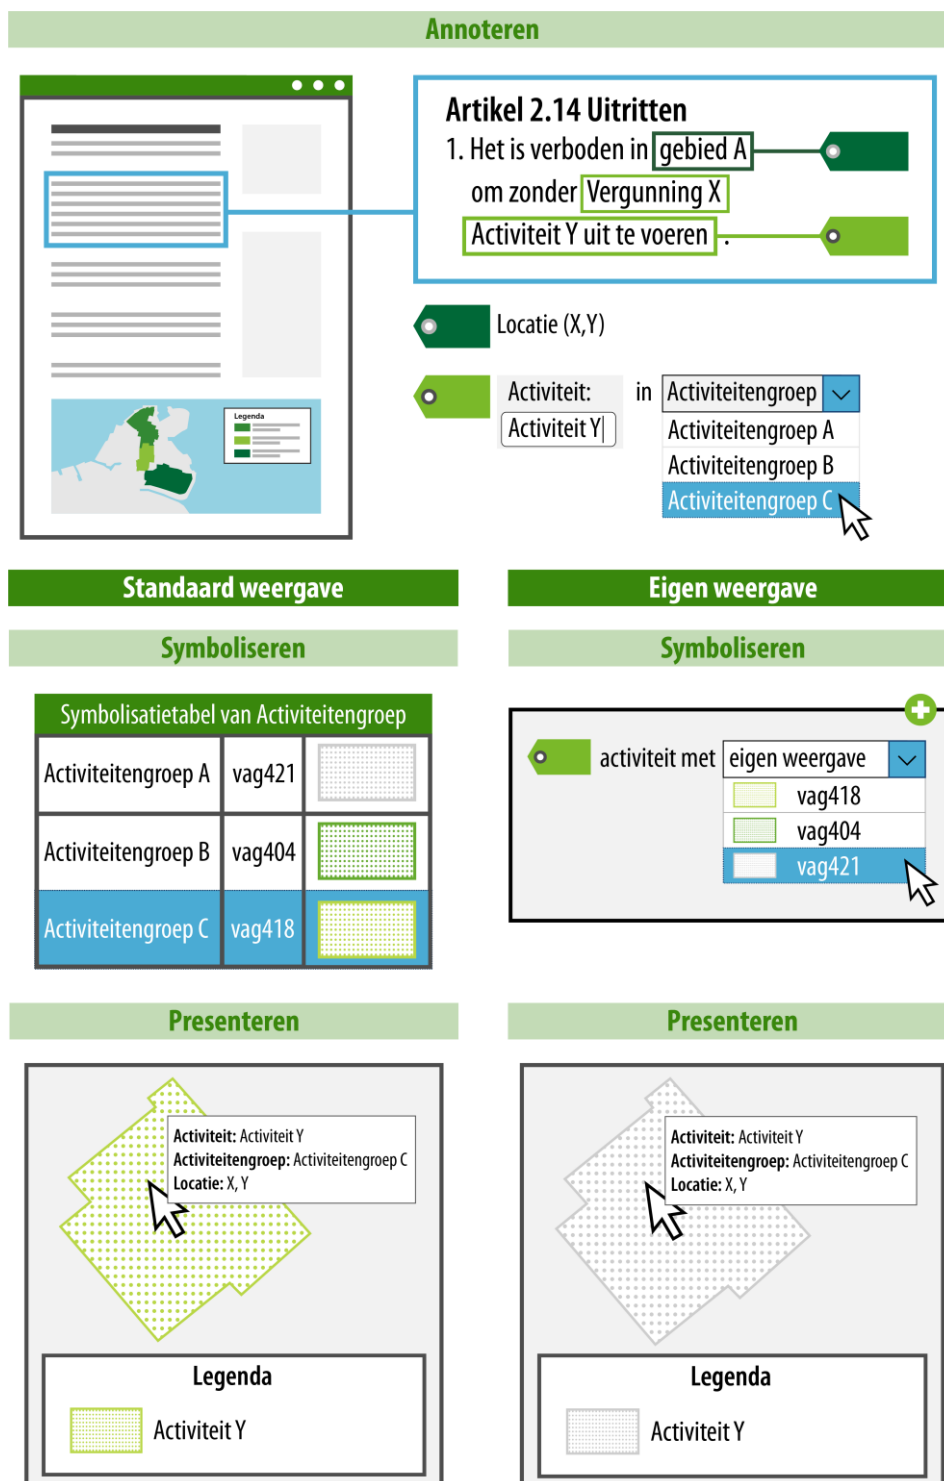 Annoteren
Artikel 2.14 Uitritten
1. Het is verboden in gebied A
om zonder Vergunning X
Activiteit Y uit te voeren .
Legenda
Locatie (X,Y)
Activiteit:
Activiteit Y
in
Activiteitengroep
Activiteitengroep A
Activiteitengroep B
Activiteitengroep C
Standaard weergave
Symboliseren
Symbolisatietabel van Activiteitengroep
Activiteitengroep A vag421
Activiteitengroep B vag404
Activiteitengroep C vag418
Presenteren
Activiteit: Activiteit Y
Activiteitengroep: Activiteitengroep C
Locatie: X, Y
Legenda
Activiteit Y
Eigen weergave
Symboliseren
activiteit met eigen weergave
vag418
vag404
vag421
Presenteren
Activiteit: Activiteit Y
Activiteitengroep: Activiteitengroep C
Locatie: X, Y
Legenda
Activiteit Y